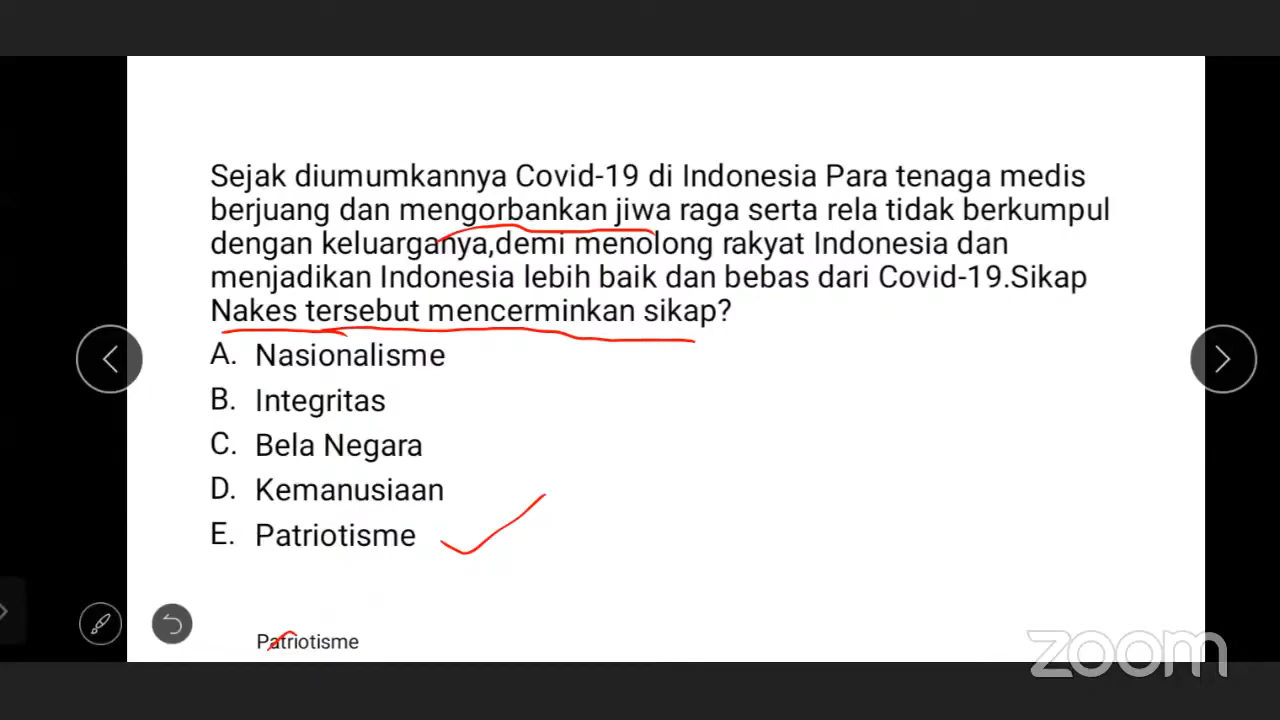 Sejak diumumkannya Covid-19 di Indonesia Para tenaga medis
berjuang dan mengorbankan jiwa raga serta rela tidak berkumpul
dengan keluarganya,demi menolong rakyat Indonesia dan
menjadikan Indonesia lebih baik dan bebas dari Covid-19.Sikap
Nakes tersebut mencerminkan sikap?
A. Nasionalisme
B. Integritas
C. Bela Negara
D. Kemanusiaan
E. Patriotisme
Patriotisme
zoom